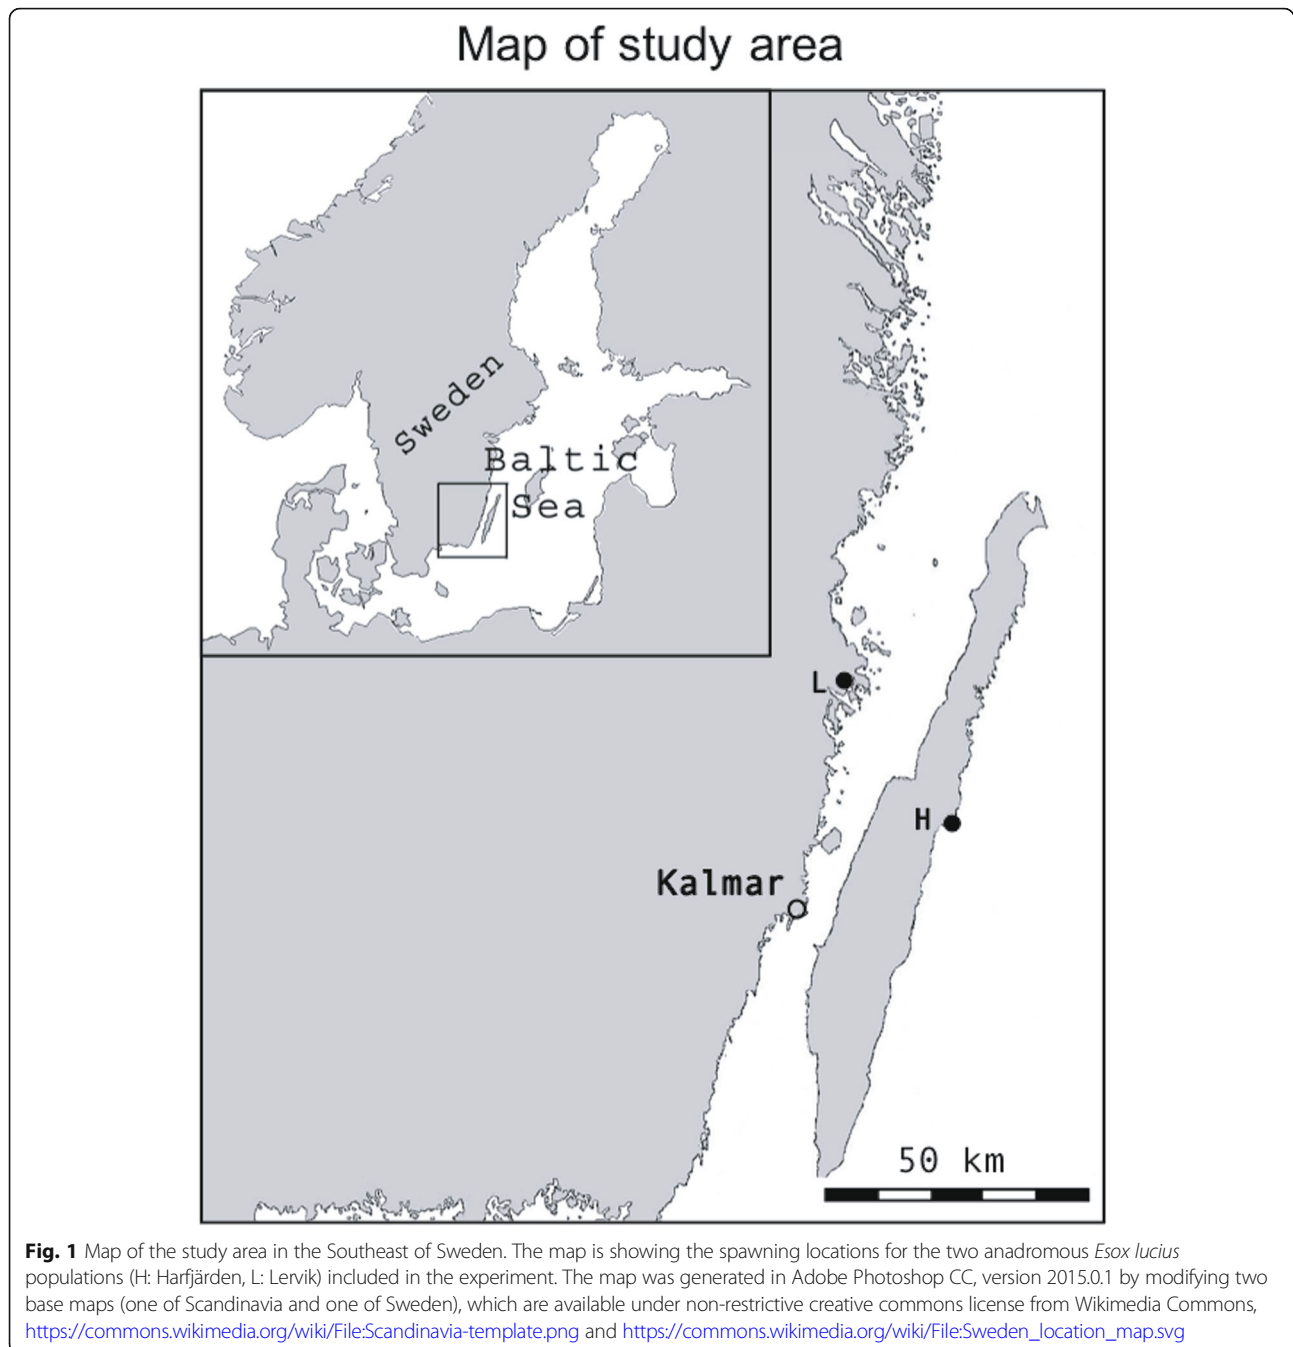 Map of study area
Sweden
Baltic
Sea
L
H
Kalmar
50 km
Fig. 1 Map of the study area in the Southeast of Sweden. The map is showing the spawning locations for the two anadromous Esox lucius
populations (H: Harfjärden, L: Lervik) included in the experiment. The map was generated in Adobe Photoshop CC, version 2015.0.1 by modifying two
base maps (one of Scandinavia and one of Sweden), which are available under non-restrictive creative commons license from Wikimedia Commons,
https://commons.wikimedia.org/wiki/File:Scandinavia-template.png and https://commons.wikimedia.org/wiki/File:Sweden_location_map.svg